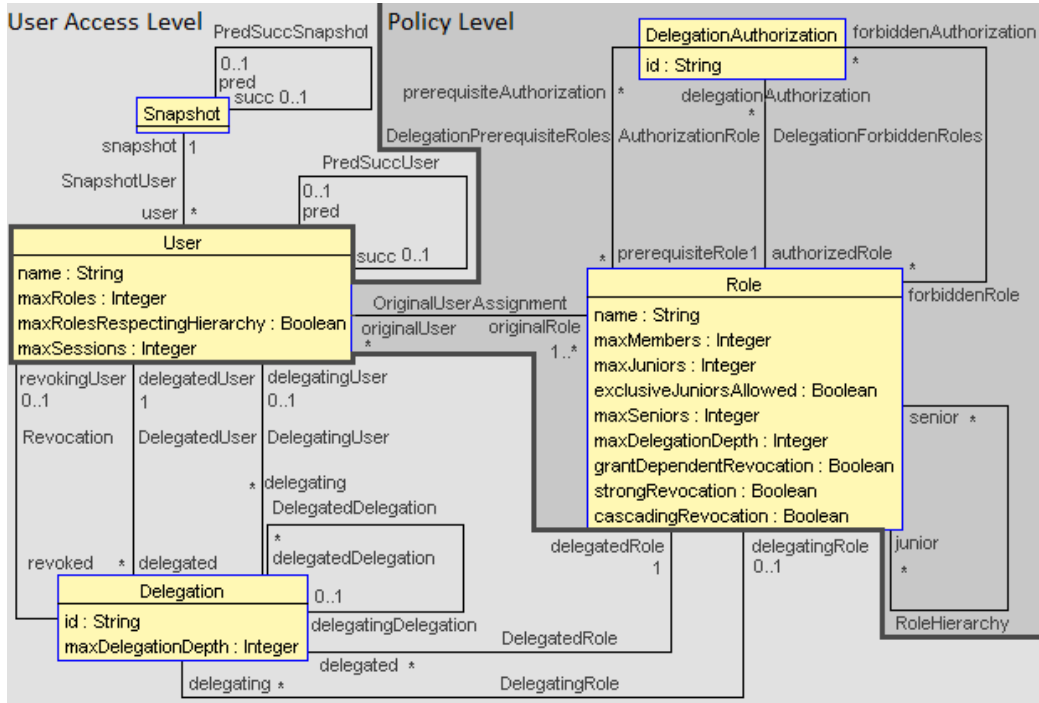 User Access Level
Policy Level
PredSuccSnapshot
0..1
pred
succ 0..1
Snapshot
snapshot 1
SnapshotUser
user *
PredSuccUser
0..1
pred
succ 0..1
User
name : String
maxRoles : Integer
maxRolesRespectingHierarchy : Boolean
maxSessions : Integer
DelegationAuthorization
id : String
forbiddenAuthorization
*
prerequisiteAuthorization *
delegationAuthorization
*
DelegationPrerequisiteRoles
AuthorizationRole
DelegationForbiddenRoles
* prerequisiteRole
1 authorizedRole
*
forbiddenRole
OriginalUserAssignment
originalUser
*
originalRole
1..*
Role
name : String
maxMembers : Integer
maxJuniors : Integer
exclusiveJuniorsAllowed : Boolean
maxSeniors : Integer
maxDelegationDepth : Integer
grantDependentRevocation : Boolean
strongRevocation : Boolean
cascadingRevocation : Boolean
senior *
junior
*
RoleHierarchy
revokingUser
0..1
Revocation
revoked *
delegatedUser
1
DelegatedUser
delegated
delegatingUser
0..1
DelegatingUser
* delegating
DelegatedDelegation
*
delegatedDelegation
0..1
delegatingDelegation
Delegation
id : String
maxDelegationDepth : Integer
delegatedRole
1
delegatingRole
0..1
DelegatedRole
delegated *
delegating *
DelegatingRole